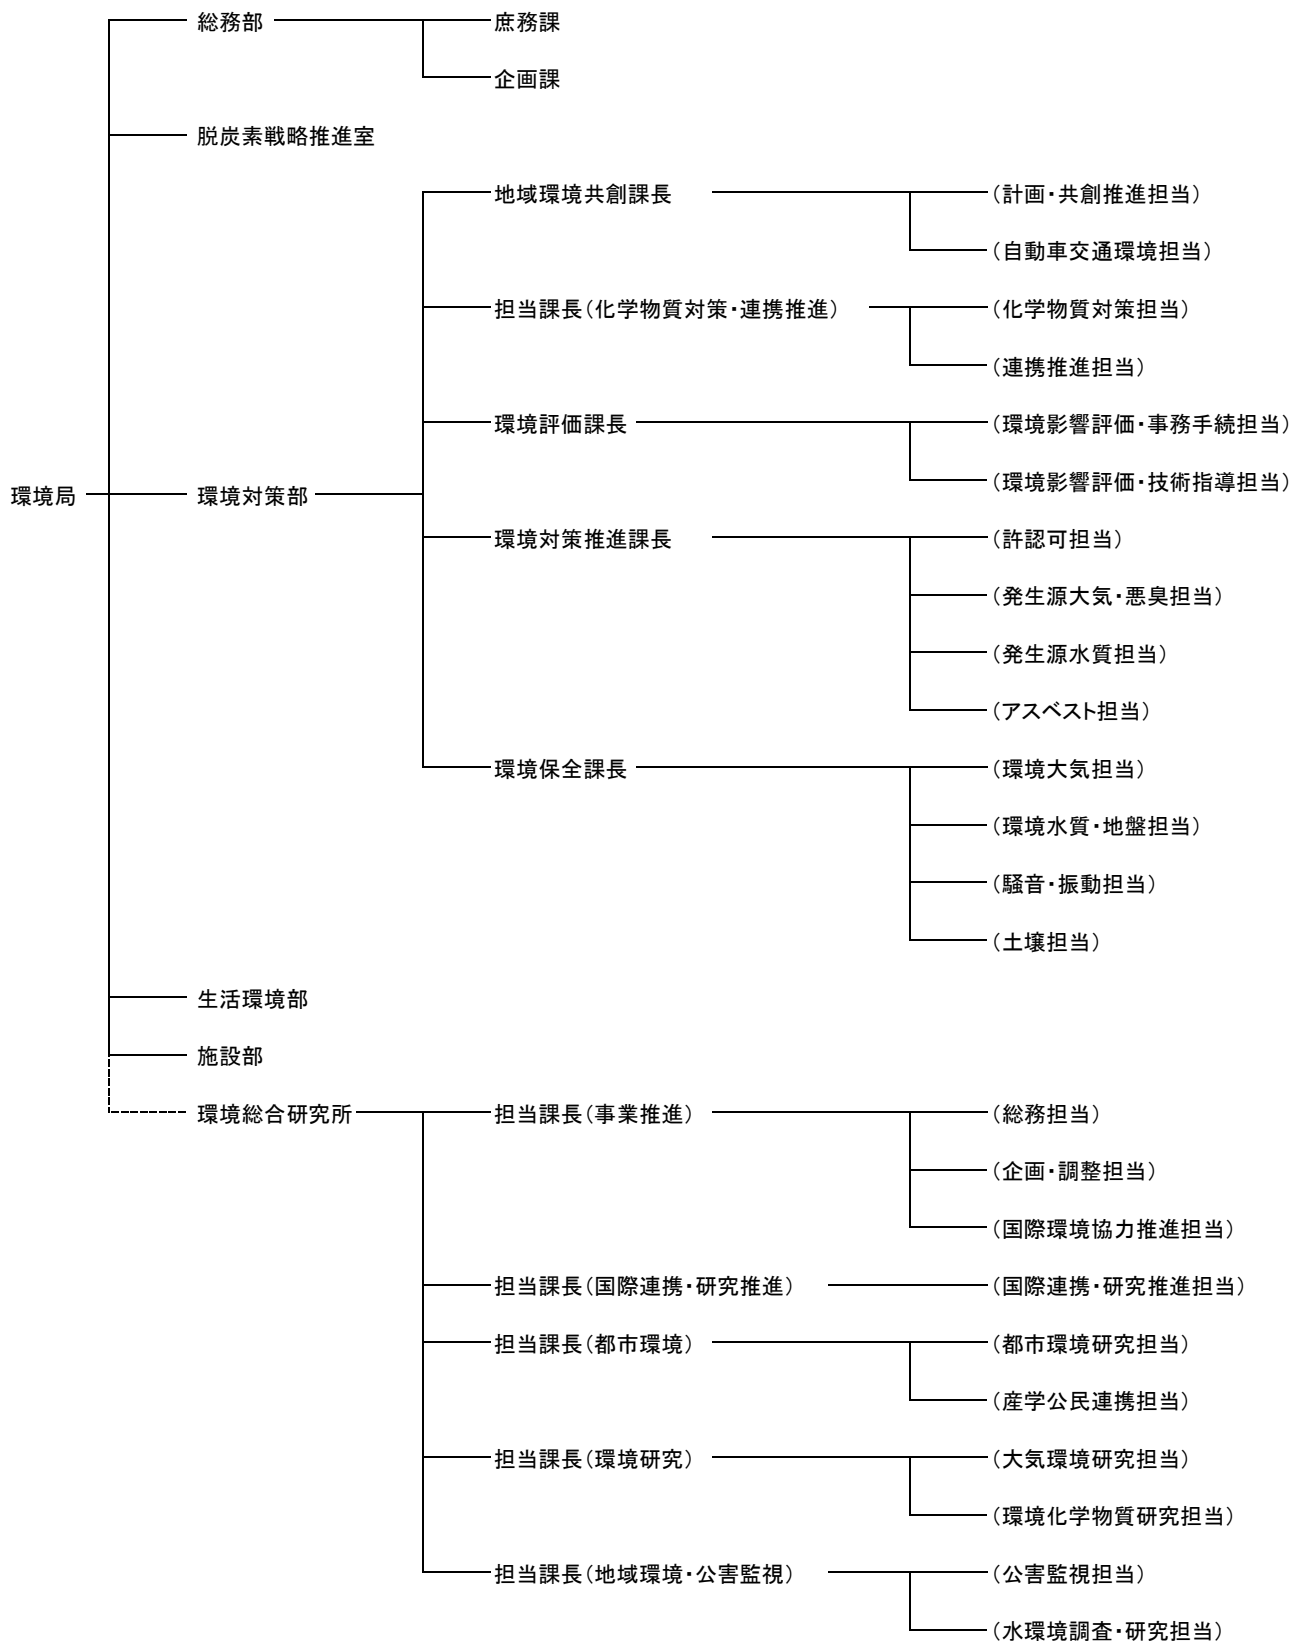 総務部 庶務課
企画課
脱炭素戦略推進室
地域環境共創課長 （計画・共創推進担当）
（自動車交通環境担当）
担当課長（化学物質対策・連携推進） （化学物質対策担当）
（連携推進担当）
環境評価課長 （環境影響評価・事務手続担当）
（環境影響評価・技術指導担当）
環境局 環境対策部
環境対策推進課長 （許認可担当）
（発生源大気・悪臭担当）
（発生源水質担当）
（アスベスト担当）
環境保全課長 （環境大気担当）
（環境水質・地盤担当）
（騒音・振動担当）
（土壌担当）
生活環境部
施設部
環境総合研究所 担当課長（事業推進） （総務担当）
（企画・調整担当）
（国際環境協力推進担当）
担当課長（国際連携・研究推進） （国際連携・研究推進担当）
担当課長（都市環境） （都市環境研究担当）
（産学公民連携担当）
担当課長（環境研究） （大気環境研究担当）
（環境化学物質研究担当）
担当課長（地域環境・公害監視） （公害監視担当）
（水環境調査・研究担当）